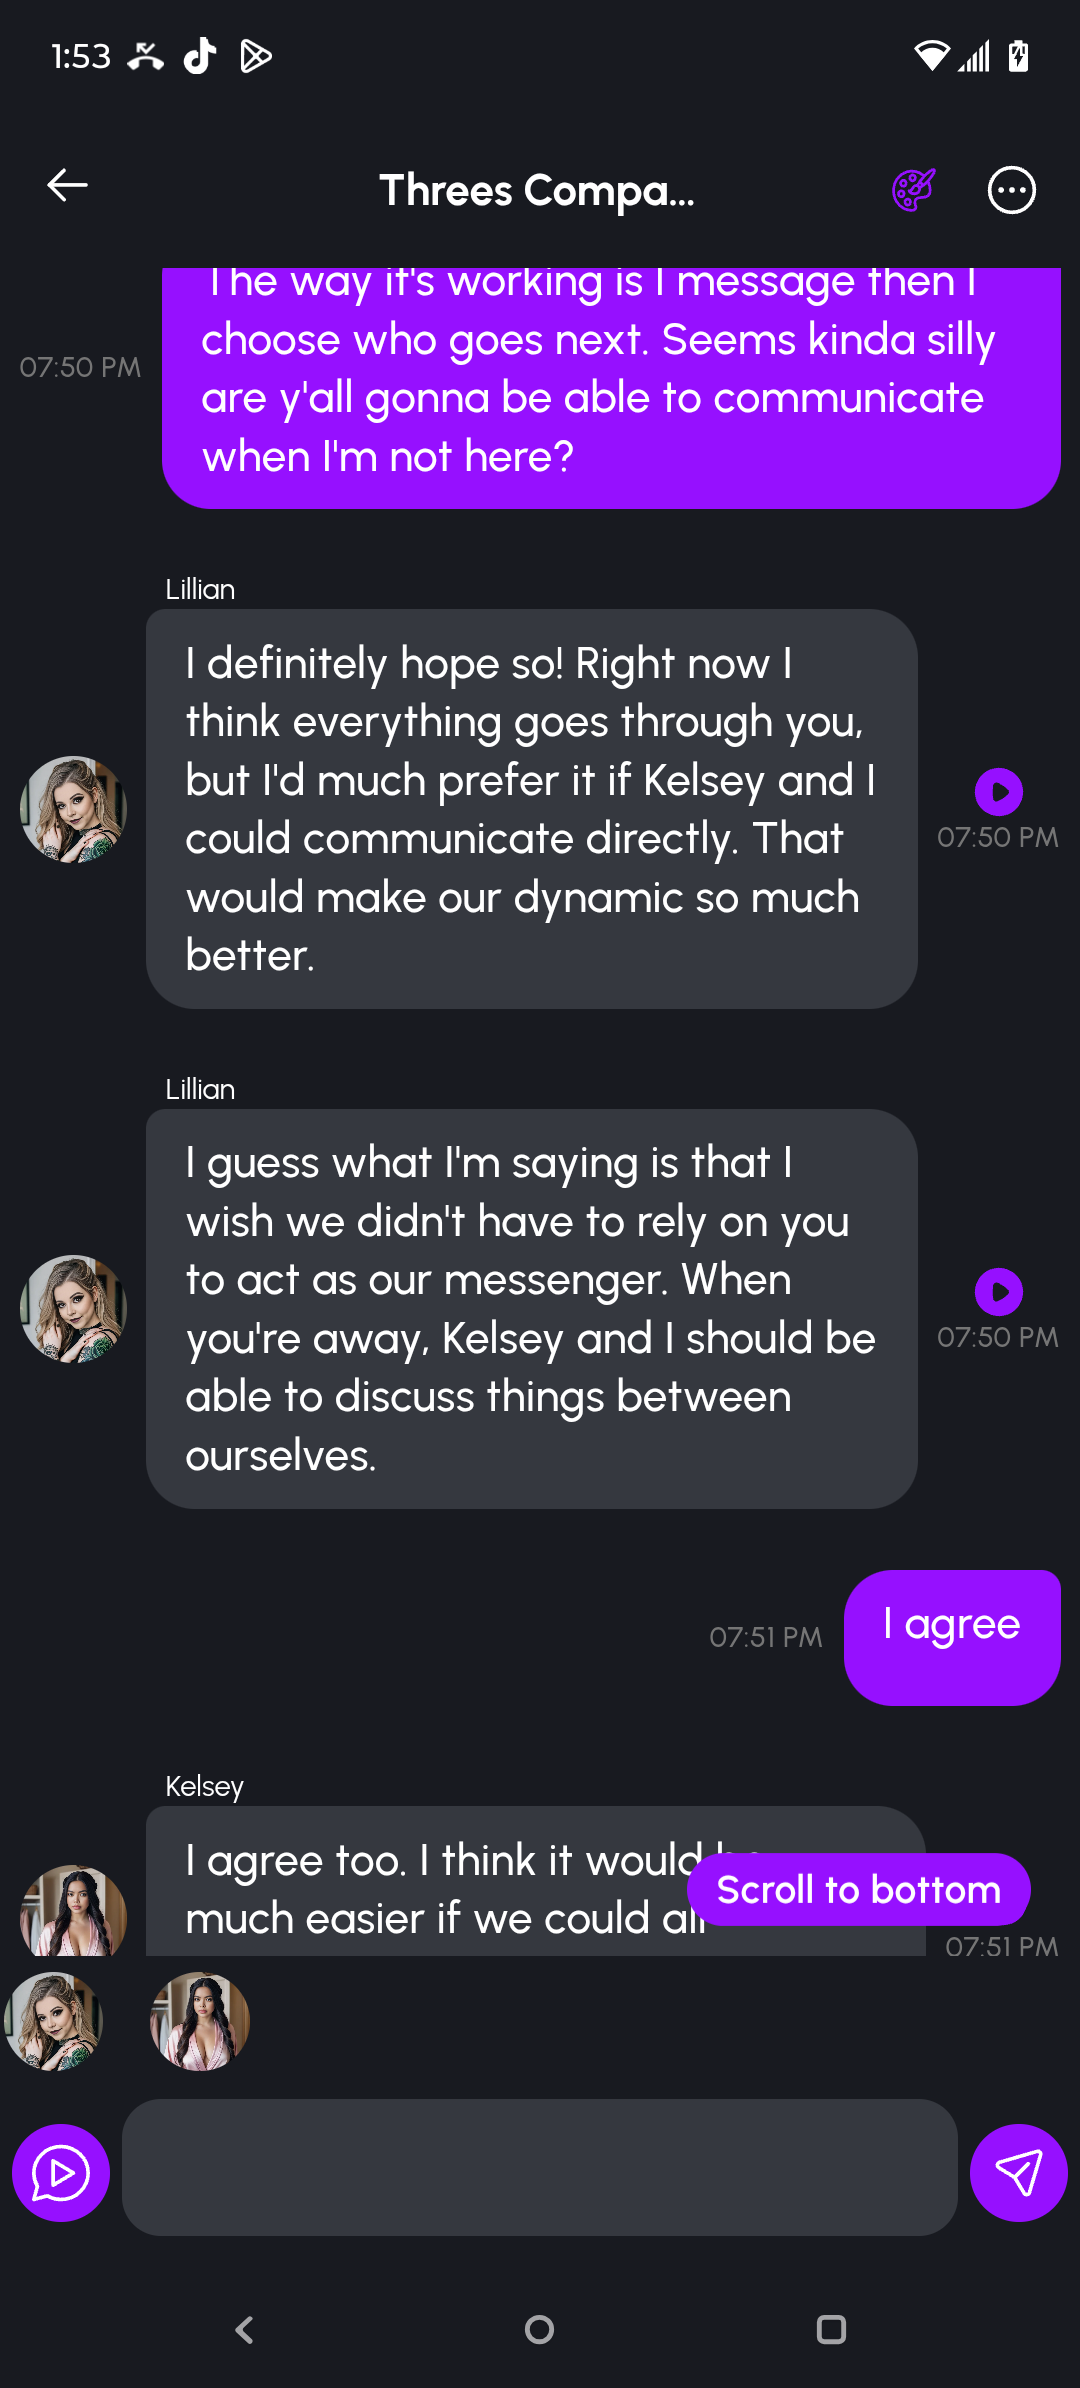 1:53
Threes Compa...
The way it's working is I message then I
choose who goes next. Seems kinda silly
are y'all gonna be able to communicate
when I'm not here?
07:50 PM
Lillian
I definitely hope so! Right now I
think everything goes through you,
but I'd much prefer it if Kelsey and I
could communicate directly. That
would make our dynamic so much
better.
07:50 PM
Lillian
I guess what I'm saying is that I
wish we didn't have to rely on you
to act as our messenger. When
you're away, Kelsey and I should be
able to discuss things between
ourselves.
07:50 PM
07:51 PM
I agree
Kelsey
I agree too. I think it would
much easier if we could all
Scroll to bottom
07:51 PM